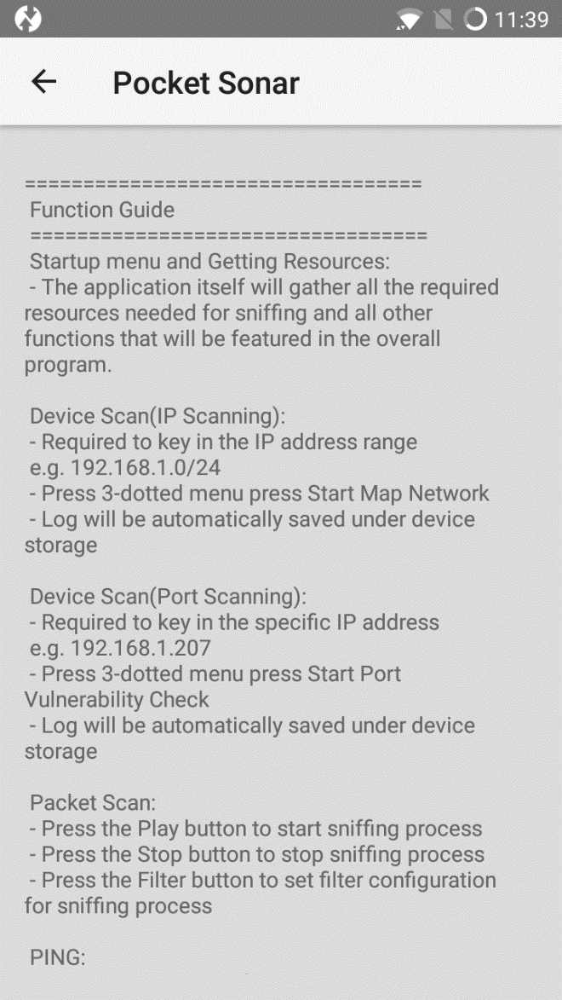 11:39
Pocket Sonar
==================================
Function Guide
==================================
Startup menu and Getting Resources:
- The application itself will gather all the required
resources needed for sniffing and all other
functions that will be featured in the overall
program.
Device Scan(IP Scanning):
- Required to key in the IP address range
e.g. 192.168.1.0/24
- Press 3-dotted menu press Start Map Network
- Log will be automatically saved under device
storage
Device Scan(Port Scanning):
- Required to key in the specific IP address
e.g. 192.168.1.207
- Press 3-dotted menu press Start Port
Vulnerability Check
- Log will be automatically saved under device
storage
Packet Scan:
- Press the Play button to start sniffing process
- Press the Stop button to stop sniffing process
- Press the Filter button to set filter configuration
for sniffing process
PING: